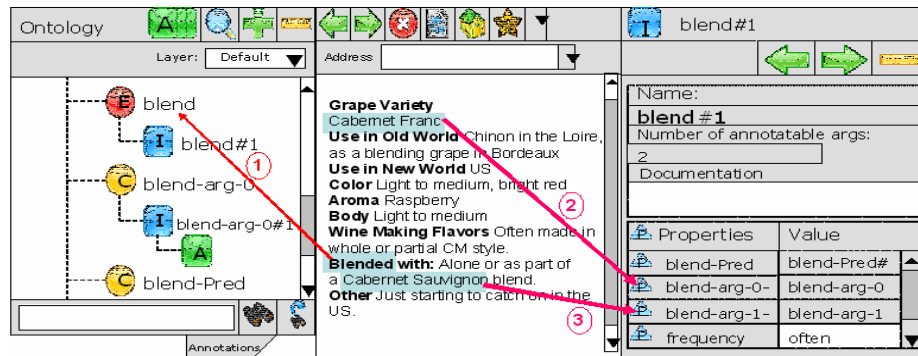 Ontology
A
Layer: Default
E blend
I blend#1
C blend-arg-0
I blend-arg-0#1
A
C blend-Pred
Annotations
Address
Grape Variety
Cabernet Franc
Use in Old World Chinon in the Loire,
as a blending grape in Bordeaux
Use in New World US
Color Light to medium, bright red
Aroma Raspberry
Body Light to medium
Wine Making Flavors Often made in
whole or partial CM style.
Blended with: Alone or as part of
a Cabernet Sauvignon blend.
Other Just starting to catch on in the
US.
1
2
3
I blend#1
Name:
blend #1
Number of annotatable args:
2
Documentation
P Properties Value
P blend-Pred blend-Pred#
P blend-arg-0- blend-arg-0
P blend-arg-1- blend-arg-1
P frequency often